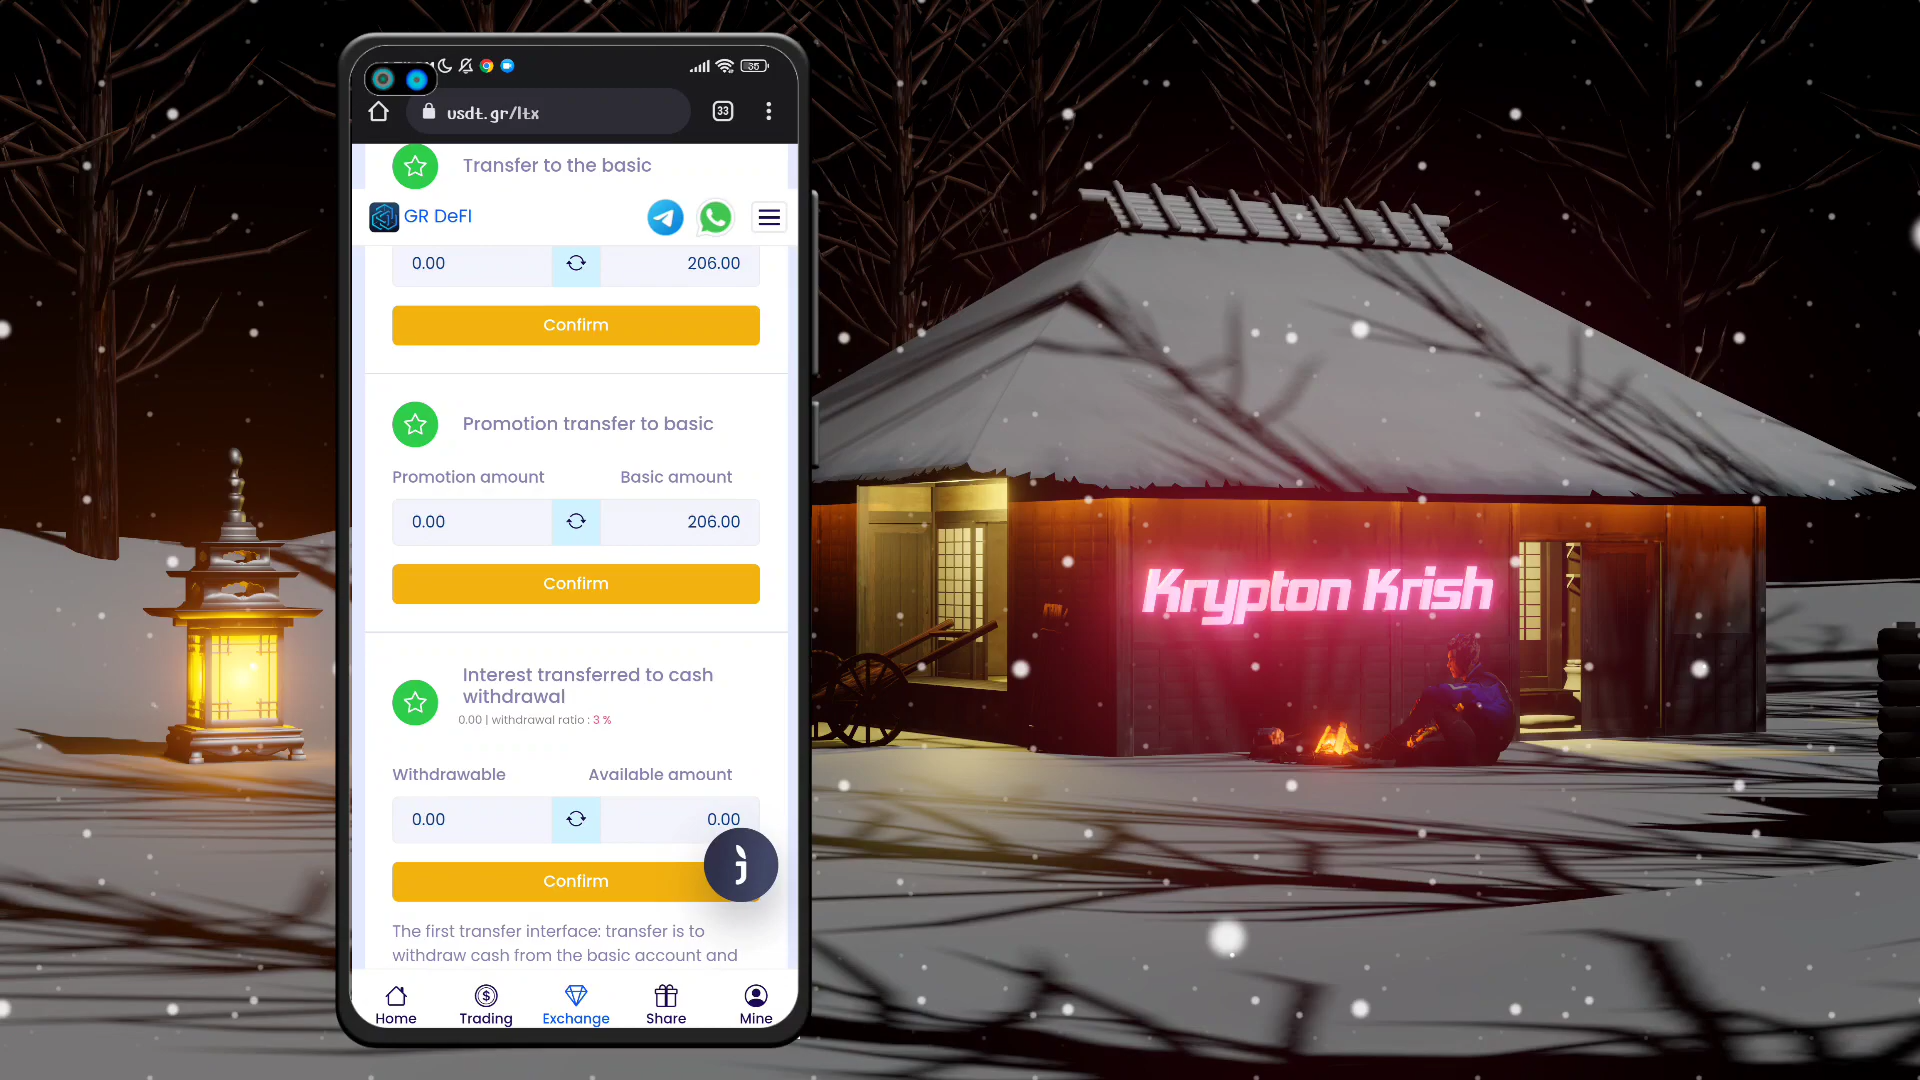 35
usdt.gr/ltx
33
Transfer to the basic
GR DeFI
0.00 206.00
Confirm
Promotion transfer to basic
Promotion amount Basic amount
0.00 206.00
Confirm
Interest transferred to cash
withdrawal
0.00 | withdrawal ratio : 3 %
Withdrawable Available amount
0.00 0.00
Confirm
The first transfer interface: transfer is to
withdraw cash from the basic account and
Home Trading Exchange Share Mine
Krypton Krish